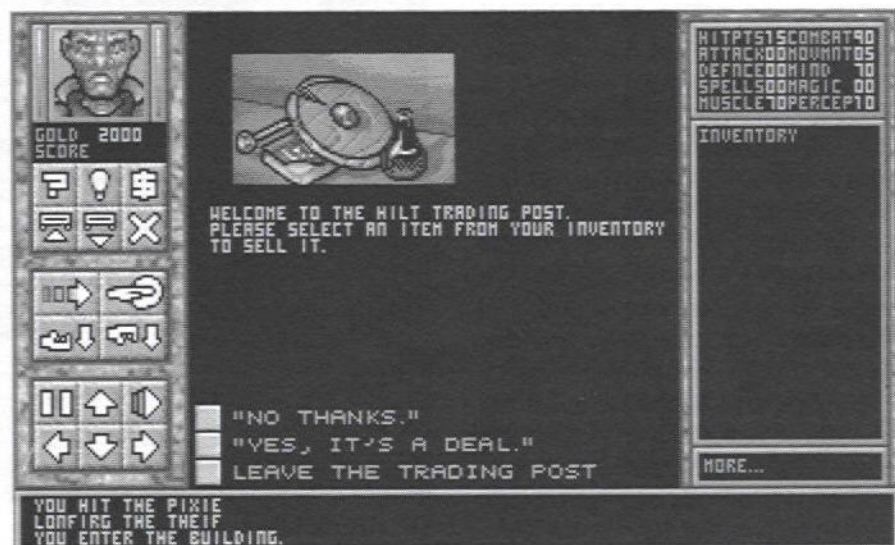 GOLD 2000
SCORE
WELCOME TO THE HILT TRADING POST.
PLEASE SELECT AN ITEM FROM YOUR INVENTORY
TO SELL IT.
"NO THANKS."
"YES, IT'S A DEAL."
LEAVE THE TRADING POST
HITPTS15COMBAT90
ATTACK00MOVMNT05
DEFNCE00MIND 70
SPELLS00MAGIC 00
MUSCLE70PERCEP10
INVENTORY
MORE...
YOU HIT THE PIXIE
LONFIRG THE THEIF
YOU ENTER THE BUILDING.